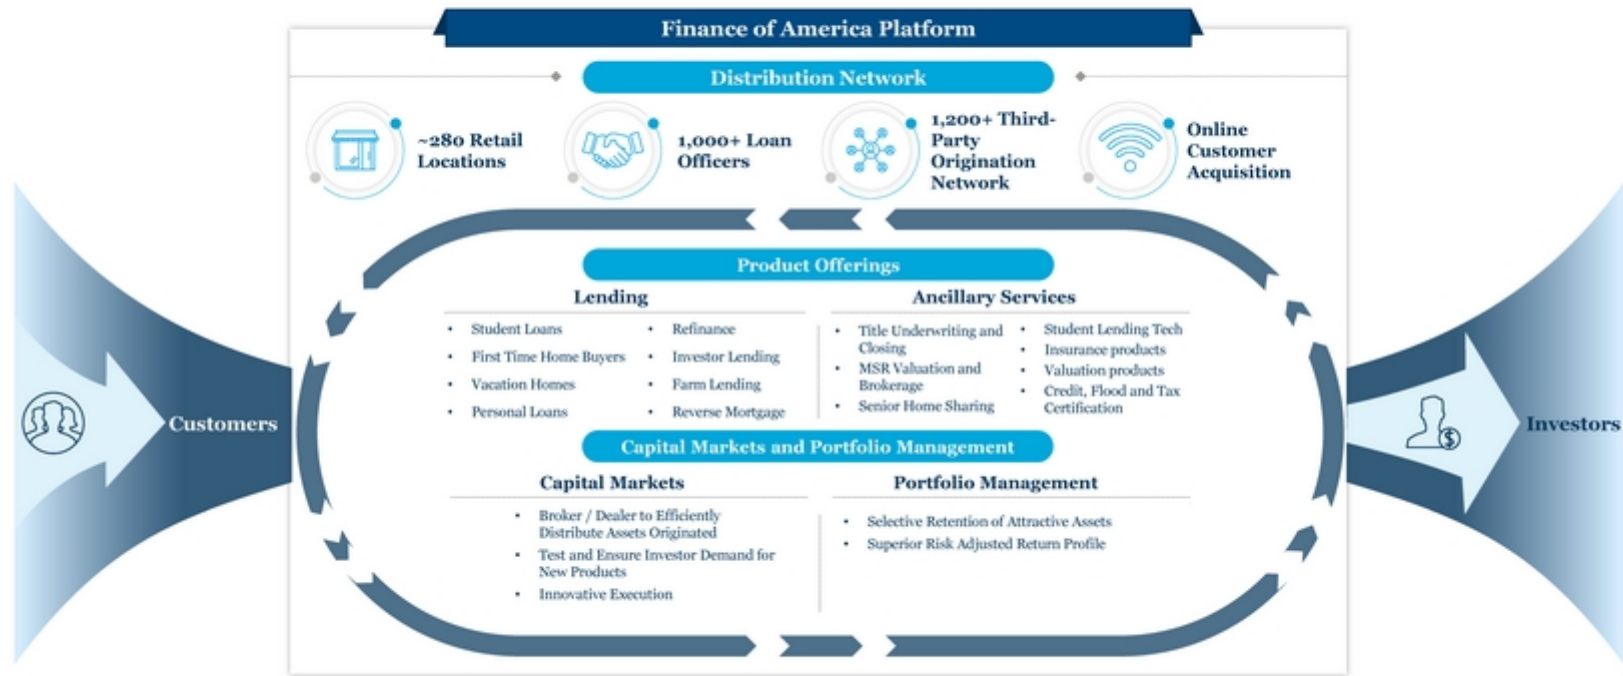 Finance of America Platform
Distribution Network
~280 Retail
Locations
1,000+ Loan
Officers
1,200+ Third-
Party
Origination
Network
Online
Customer
Acquisition
Customers
Product Offerings
Lending
• Student Loans
• First Time Home Buyers
• Vacation Homes
• Personal Loans
• Refinance
• Investor Lending
• Farm Lending
• Reverse Mortgage
Ancillary Services
• Title Underwriting and
Closing
• MSR Valuation and
Brokerage
• Senior Home Sharing
• Student Lending Tech
• Insurance products
• Valuation products
• Credit, Flood and Tax
Certification
Capital Markets and Portfolio Management
Capital Markets
• Broker / Dealer to Efficiently
Distribute Assets Originated
• Test and Ensure Investor Demand for
New Products
• Innovative Execution
Portfolio Management
• Selective Retention of Attractive Assets
• Superior Risk Adjusted Return Profile
Investors
$